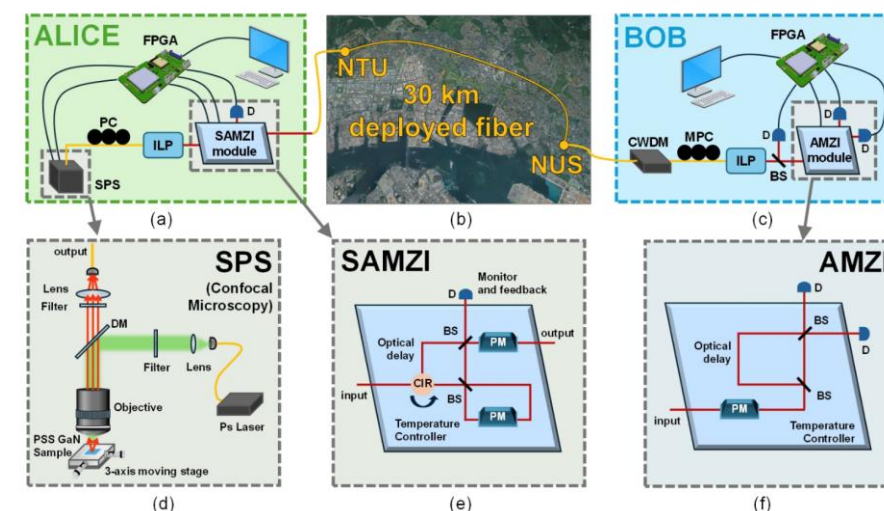 ALICE
FPGA
PC
D
SAMZI
module
ILP
SPS
(a)
NTU
30 km
deployed fiber
NUS
(b)
BOB
FPGA
CWDM
MPC
D
D
ILP
BS
AMZI
module
(c)
output
SPS
(Confocal
Microscopy)
Lens
Filter
DM
Filter
Lens
Objective
Ps Laser
PSS GaN
Sample
3-axis moving stage
(d)
SAMZI
Monitor
and feedback
D
BS
PM
output
Optical
delay
CIR
input
BS
PM
Temperature
Controller
(e)
AMZI
D
BS
D
Optical
delay
BS
PM
input
Temperature
Controller
(f)